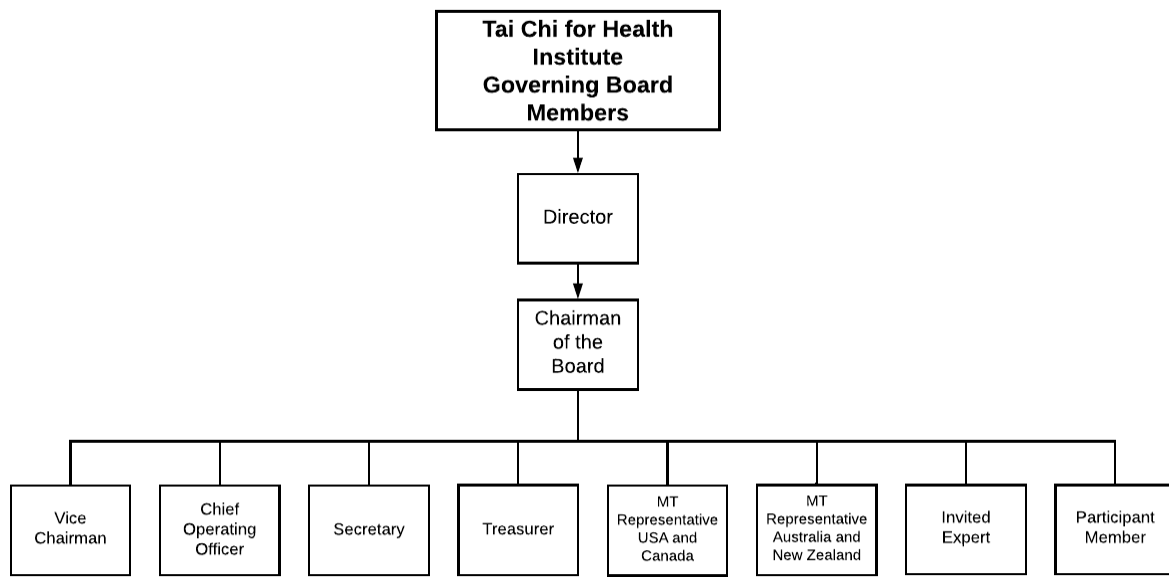 Tai Chi for Health
Institute
Governing Board
Members
Director
Chairman
of the
Board
Vice
Chairman
Chief
Operating
Officer
Secretary
Treasurer
MT
Representative
USA and
Canada
MT
Representative
Australia and
New Zealand
Invited
Expert
Participant
Member